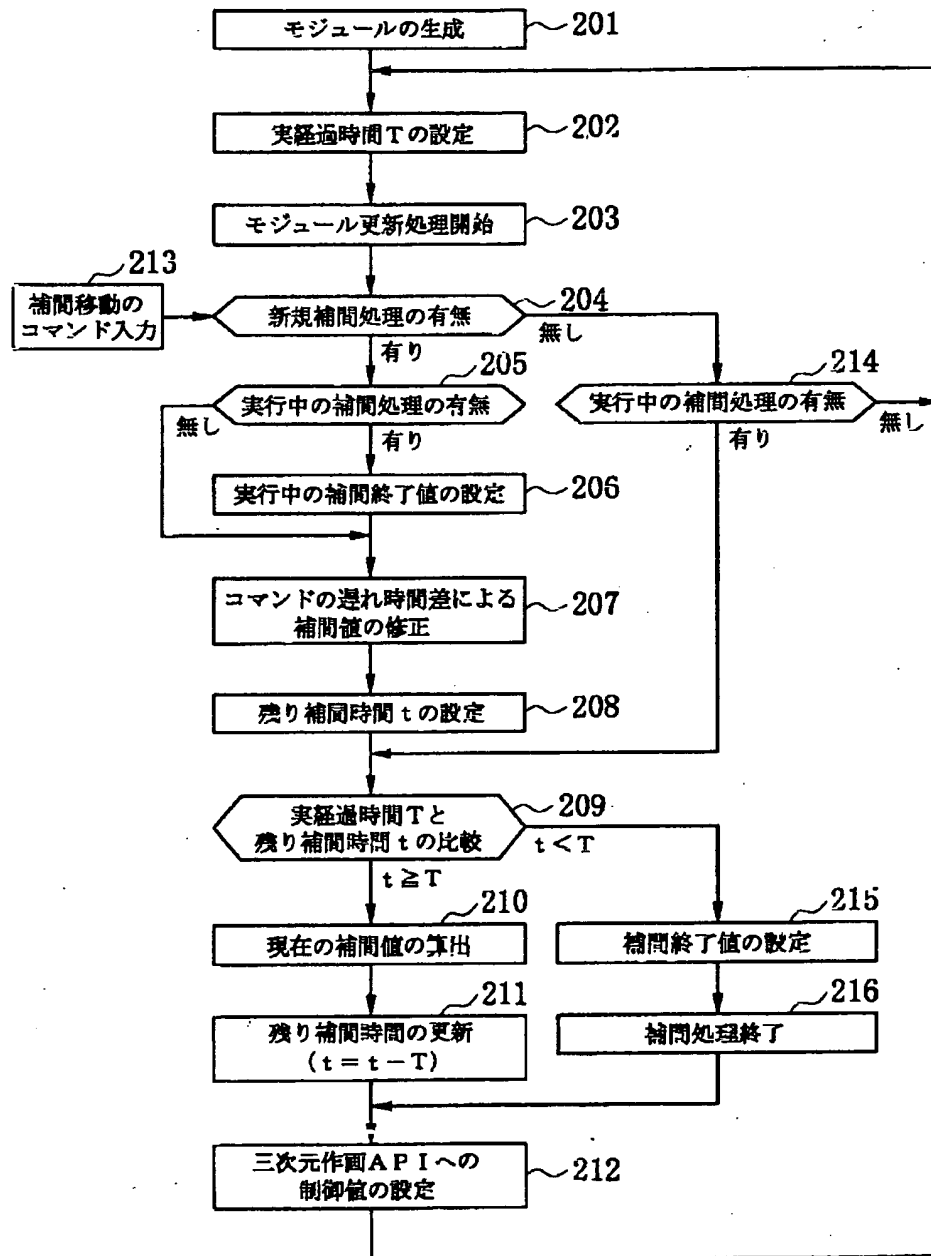 モジュールの生成
201
実経過時間Tの設定
202
モジュール更新処理開始
203
213
補間移動の
コマンド入力
新規補間処理の有無
204
無し
有り
205
実行中の補間処理の有無
無し
有り
214
実行中の補間処理の有無
無し
有り
実行中の補間終了値の設定
206
コマンドの遅れ時間差による
補間値の修正
207
残り補間時間tの設定
208
実経過時間Tと
残り補間時間tの比較
209
t<T
t≧T
210
現在の補間値の算出
215
補間終了値の設定
211
残り補間時間の更新
(t=t-T)
216
補間処理終了
三次元作画APIへの
制御値の設定
212